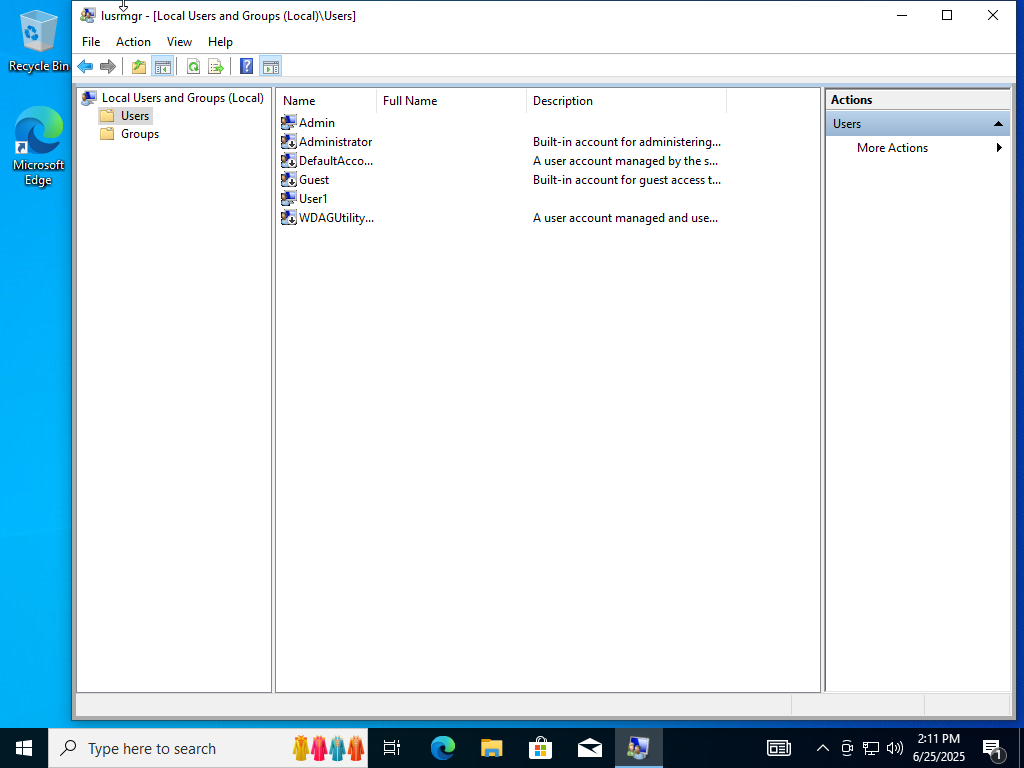 Recycle Bin
Microsoft
Edge
lusrmgr - [Local Users and Groups (Local)\Users]
File Action View Help
Local Users and Groups (Local)
Users
Groups
Name Full Name Description
Admin
Administrator Built-in account for administering...
DefaultAcco... A user account managed by the s...
Guest Built-in account for guest access t...
User1
WDAGUtility... A user account managed and use...
Actions
Users
More Actions
Type here to search
2:11 PM
6/25/2025
1